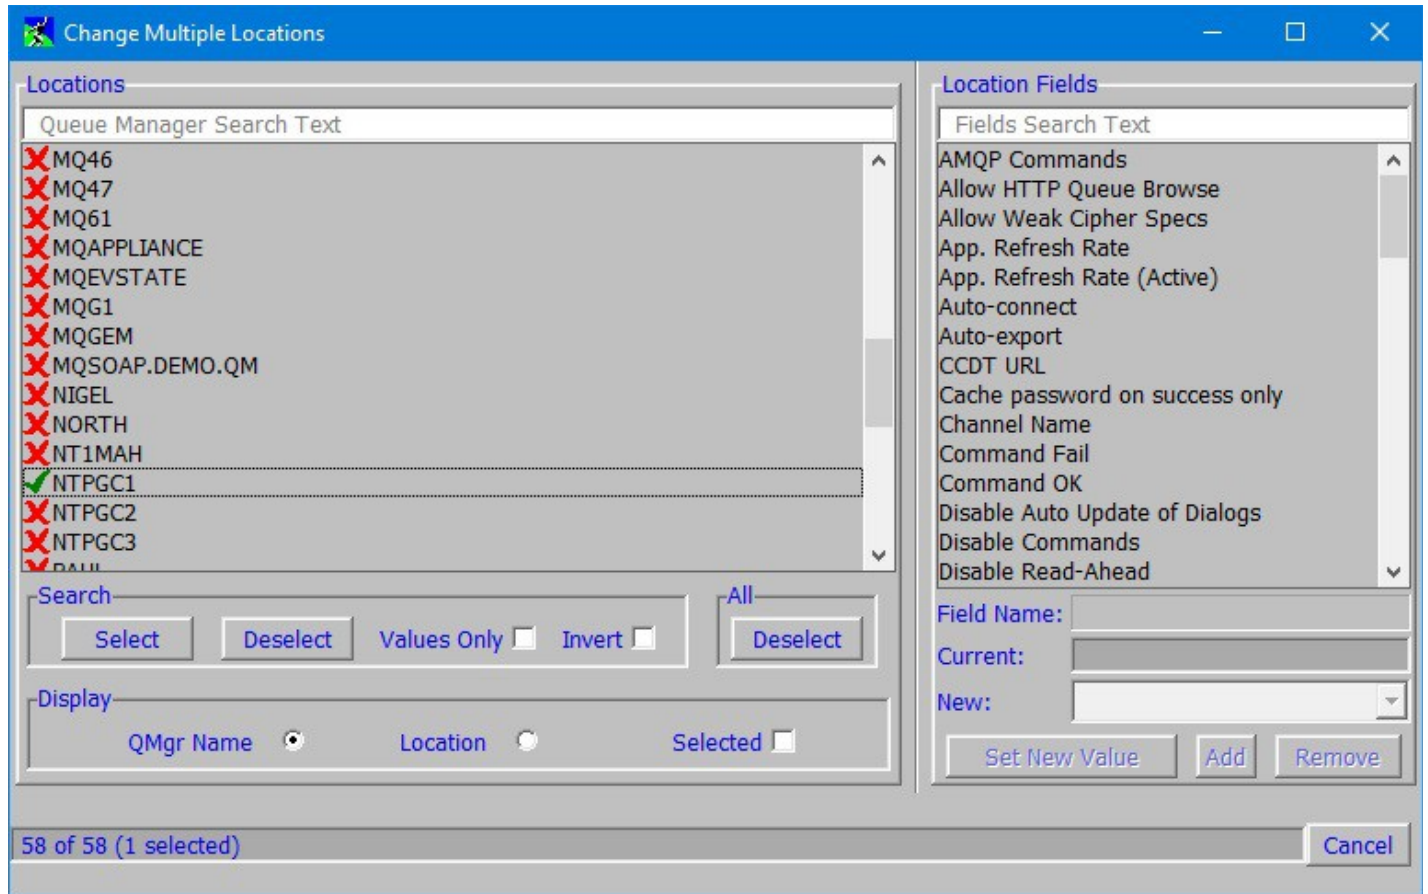 Change Multiple Locations
Locations
Queue Manager Search Text
MQ46
MQ47
MQ61
MQAPPLIANCE
MQEVSTATE
MQG1
MQGEM
MQSOAP.DEMO.QM
NIGEL
NORTH
NT1MAH
NTPGC1
NTPGC2
NTPGC3
Search
Select Deselect Values Only Invert
All
Deselect
Display
QMgr Name Location Selected
Location Fields
Fields Search Text
AMQP Commands
Allow HTTP Queue Browse
Allow Weak Cipher Specs
App. Refresh Rate
App. Refresh Rate (Active)
Auto-connect
Auto-export
CCDT URL
Cache password on success only
Channel Name
Command Fail
Command OK
Disable Auto Update of Dialogs
Disable Commands
Disable Read-Ahead
Field Name:
Current:
New:
Set New Value Add Remove
58 of 58 (1 selected)
Cancel